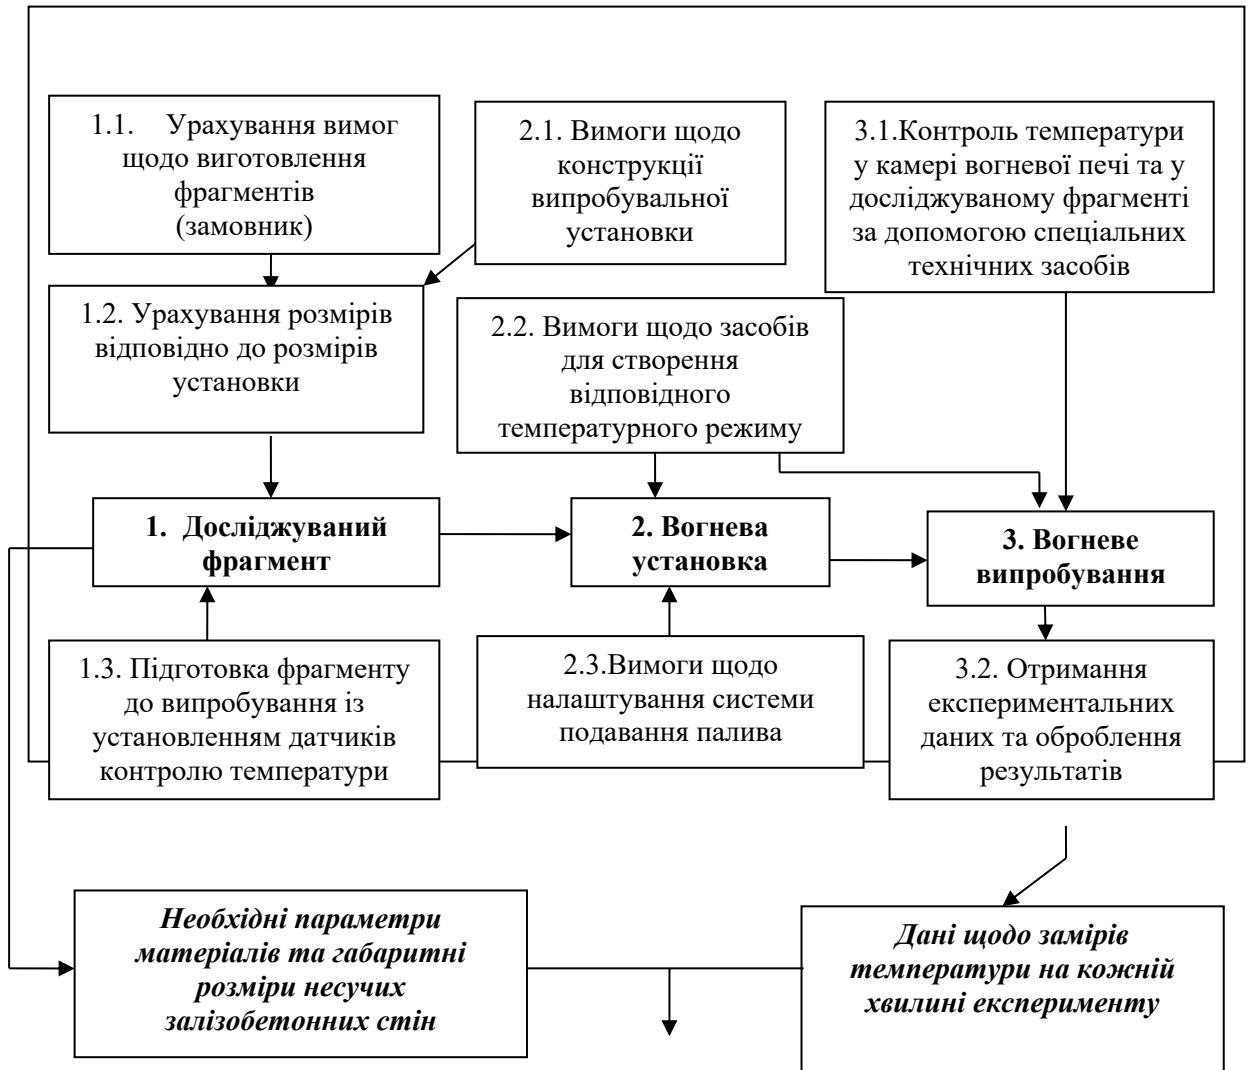 1.1. Урахування вимог
щодо виготовлення
фрагментів
(замовник)
2.1. Вимоги щодо
конструкції
випробувальної
установки
3.1.Контроль температури
у камері вогневої печі та у
досліджуваному фрагменті
за допомогою спеціальних
технічних засобів
1.2. Урахування розмірів
відповідно до розмірів
установки
2.2. Вимоги щодо засобів
для створення
відповідного
температурного режиму
1. Досліджуваний
фрагмент
2. Вогнева
установка
3. Вогневе
випробування
1.3. Підготовка фрагменту
до випробування із
установленням датчиків
контролю температури
2.3.Вимоги щодо
налаштування системи
подавання палива
3.2. Отримання
експериментальних
даних та оброблення
результатів
Необхідні параметри
матеріалів та габаритні
розміри несучих
залізобетонних стін
Дані щодо замірів
температури на кожній
хвилині експерименту